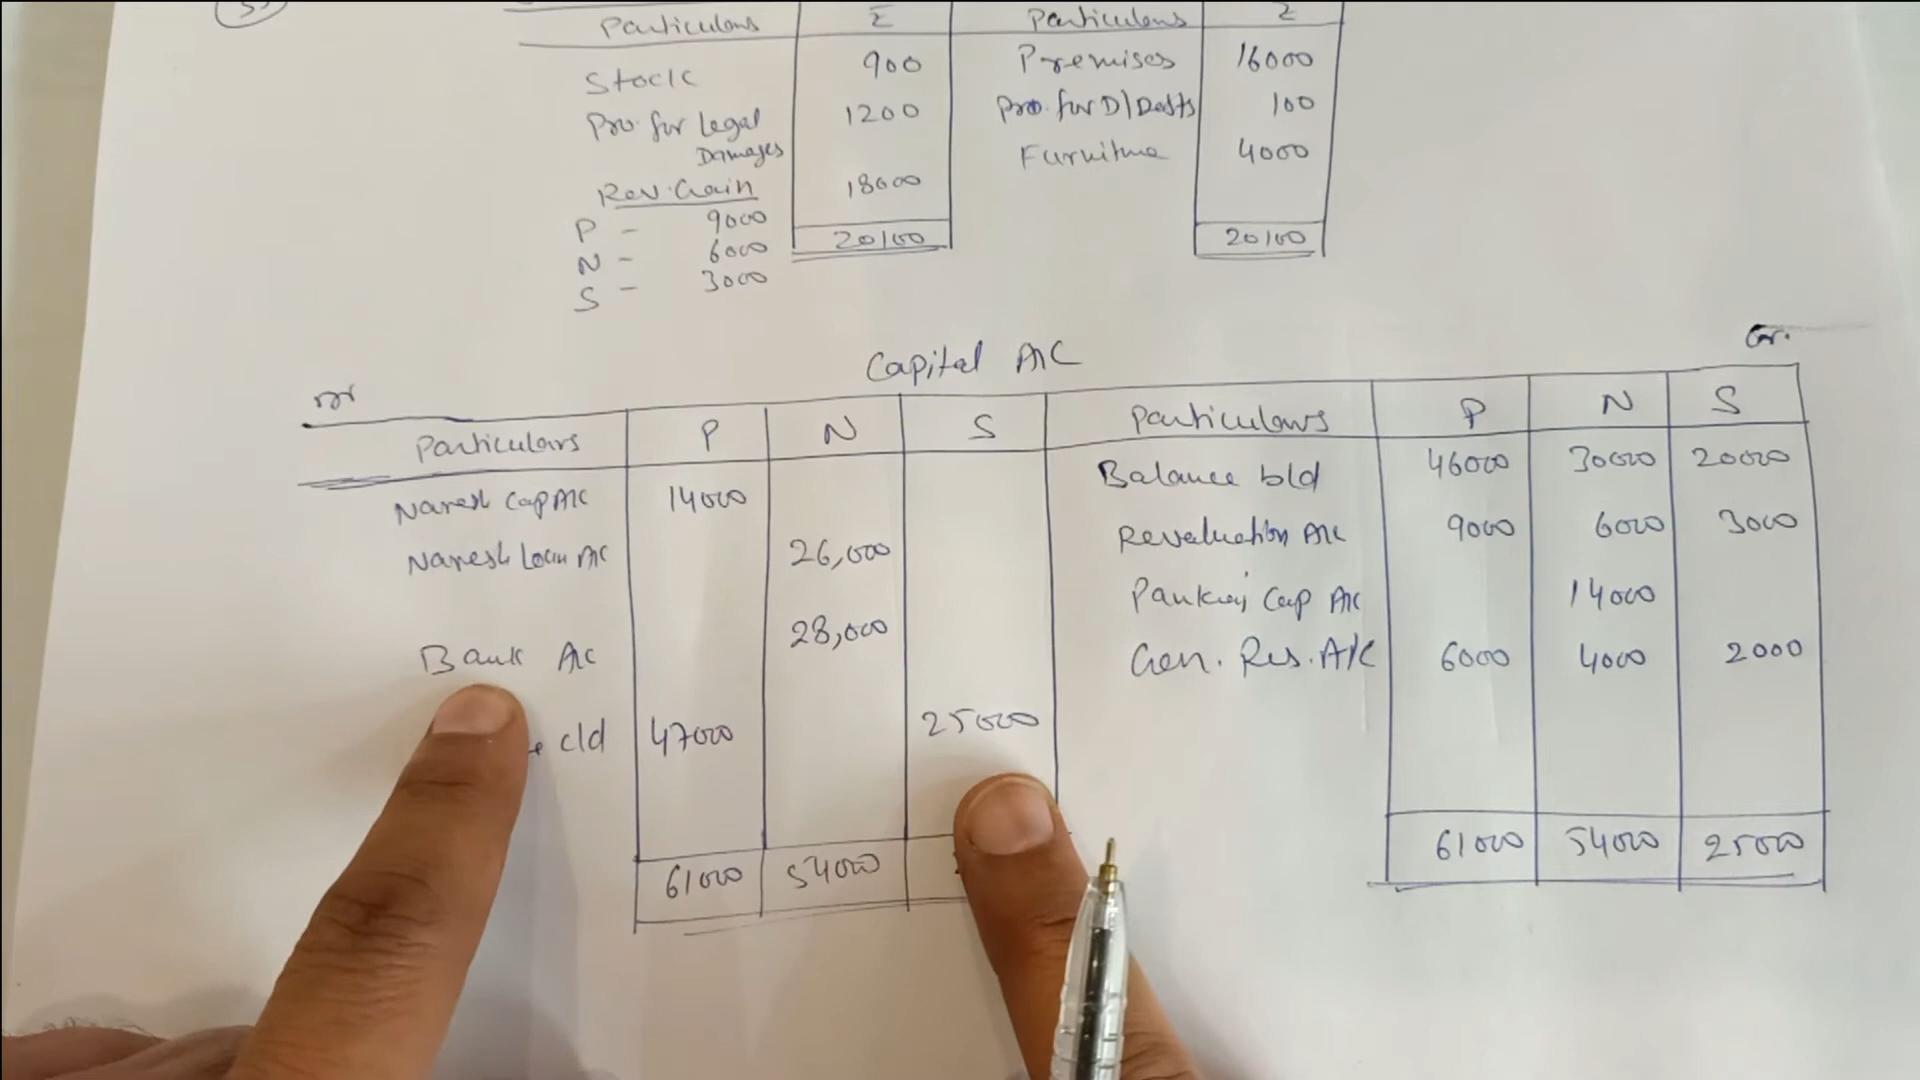 Particulars ₹ Particulars ₹
Stock 900 Premises 16000
Pro. for Legal Damages 1200 Pro. for D/Debts 100
Rev. Gain 18000 Furniture 4000
P - 9000
N - 6000
S - 3000
20100 20100
Capital A/C
Dr Cr.
Particulars P N S Particulars P N S
Naresh Cap A/C 14000 Balance b/d 46000 30000 20000
Naresh Loan A/C 26,000 Revaluation A/C 9000 6000 3000
Pankaj Cap A/C 14000
Bank A/C 28,000 Gen. Res. A/C 6000 4000 2000
c/d 47000 25000
61000 54000 61000 54000 25000